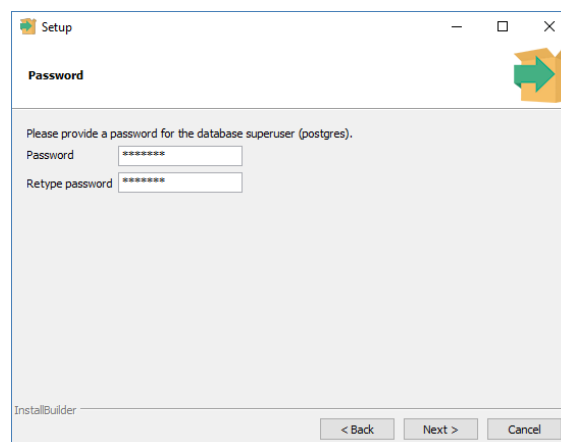 Setup
Password
Please provide a password for the database superuser (postgres).
Password *******
Retype password *******
InstallBuilder
< Back Next > Cancel